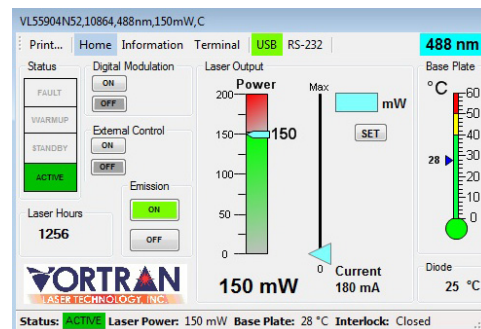 VL55904N52,10864,488nm,150mW,C
Print... Home Information Terminal USB RS-232 488 nm
Status Digital Modulation Laser Output Base Plate
FAULT
WARMUP
STANDBY
ACTIVE
ON
OFF
External Control
ON
OFF
Emission
ON
OFF
Laser Hours
1256
VORTRAN
LASER TECHNOLOGY INC.
Power
200
150
100
50
0
150
150 mW
Max
0
mW
SET
Current
180 mA
°C
60
50
40
30
20
10
0
28
Diode
25 °C
Status: ACTIVE Laser Power: 150 mW Base Plate: 28 °C Interlock: Closed